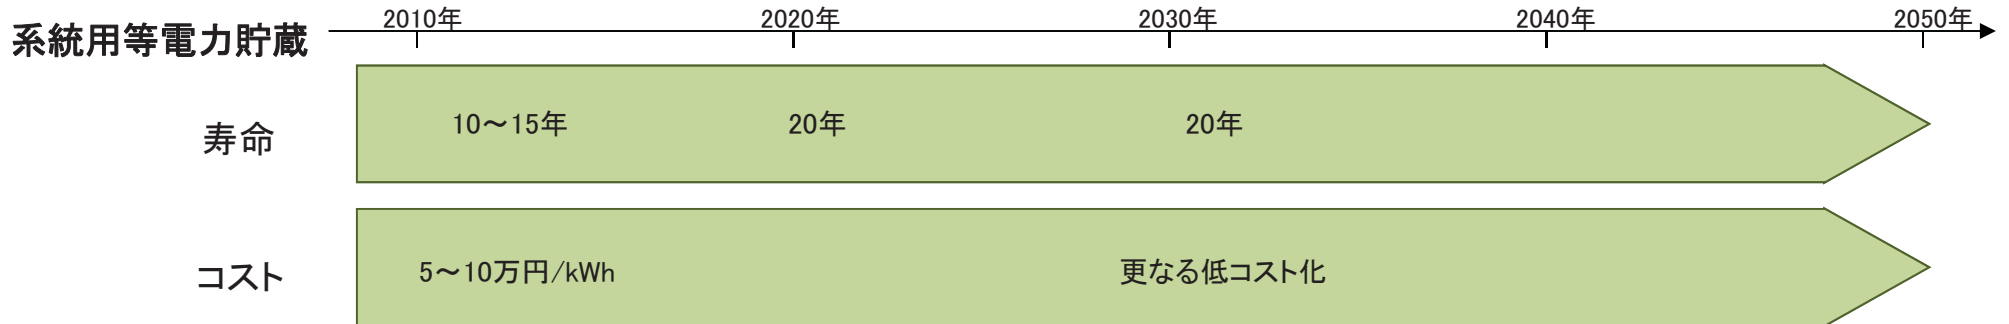 2010年 2020年 2030年 2040年 2050年
系統用等電力貯蔵
寿命 10～15年 20年 20年
コスト 5～10万円/kWh 更なる低コスト化